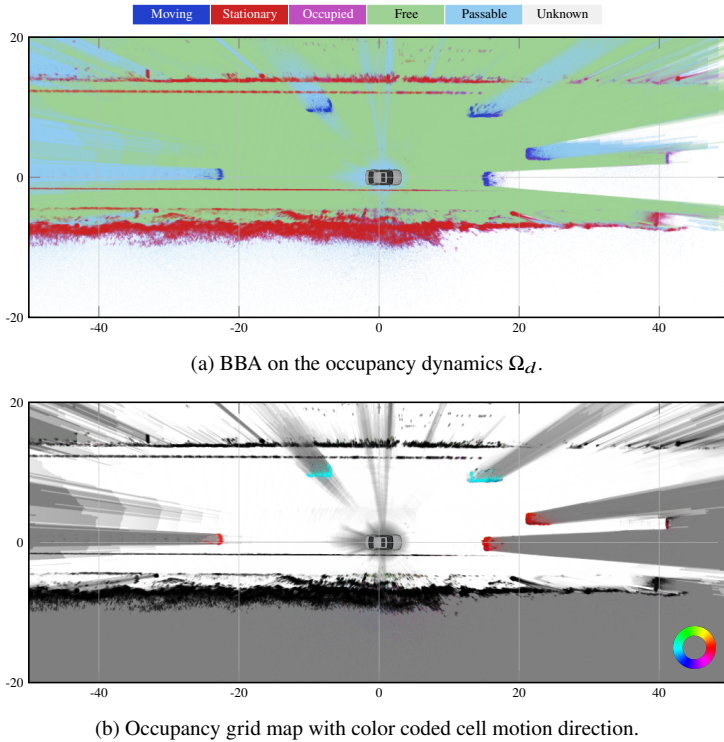 Moving Stationary Occupied Free Passable Unknown
20
0
-20
-40 -20 0 20 40
(a) BBA on the occupancy dynamics Ω_d.
20
0
-20
-40 -20 0 20 40
(b) Occupancy grid map with color coded cell motion direction.